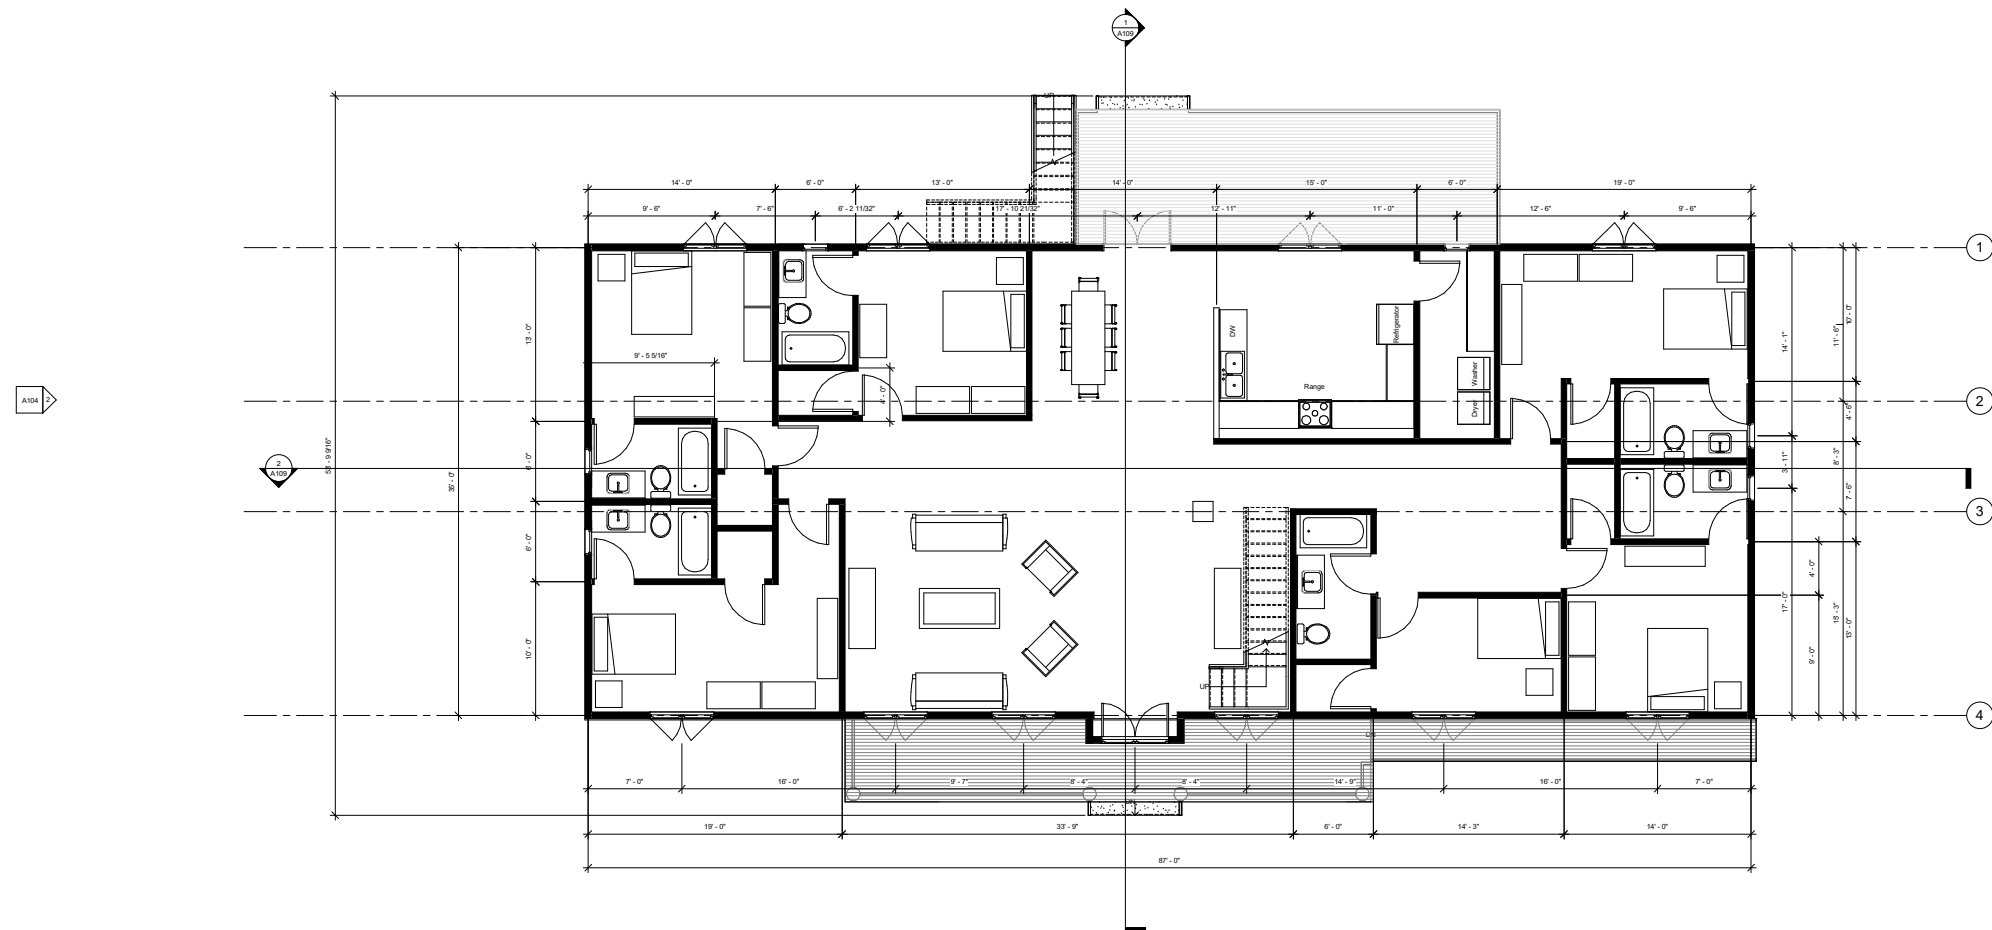 1
A109
UP
14' - 0"
6' - 0"
13' - 0"
14' - 0"
15' - 0"
6' - 0"
19' - 0"
9' - 6"
7' - 6"
6' - 2 11/32"
17' - 10 21/32"
12' - 11"
11' - 0"
12' - 6"
9' - 6"
1
13' - 0"
10' - 0"
DW
Refrigerator
11' - 6"
14' - 1"
9' - 5 5/16"
Range
Washer
4' - 0"
Dryer
A104
2
2
4' - 6"
53' - 9 9/16"
2
A109
35' - 0"
6' - 0"
3' - 11"
8' - 3"
7' - 6"
3
6' - 0"
4' - 0"
17' - 0"
15' - 3"
13' - 0"
10' - 0"
9' - 0"
UP
4
7' - 0"
16' - 0"
9' - 7"
8' - 4"
8' - 4"
14' - 9"
16' - 0"
7' - 0"
19' - 0"
33' - 9"
6' - 0"
14' - 3"
14' - 0"
87' - 0"